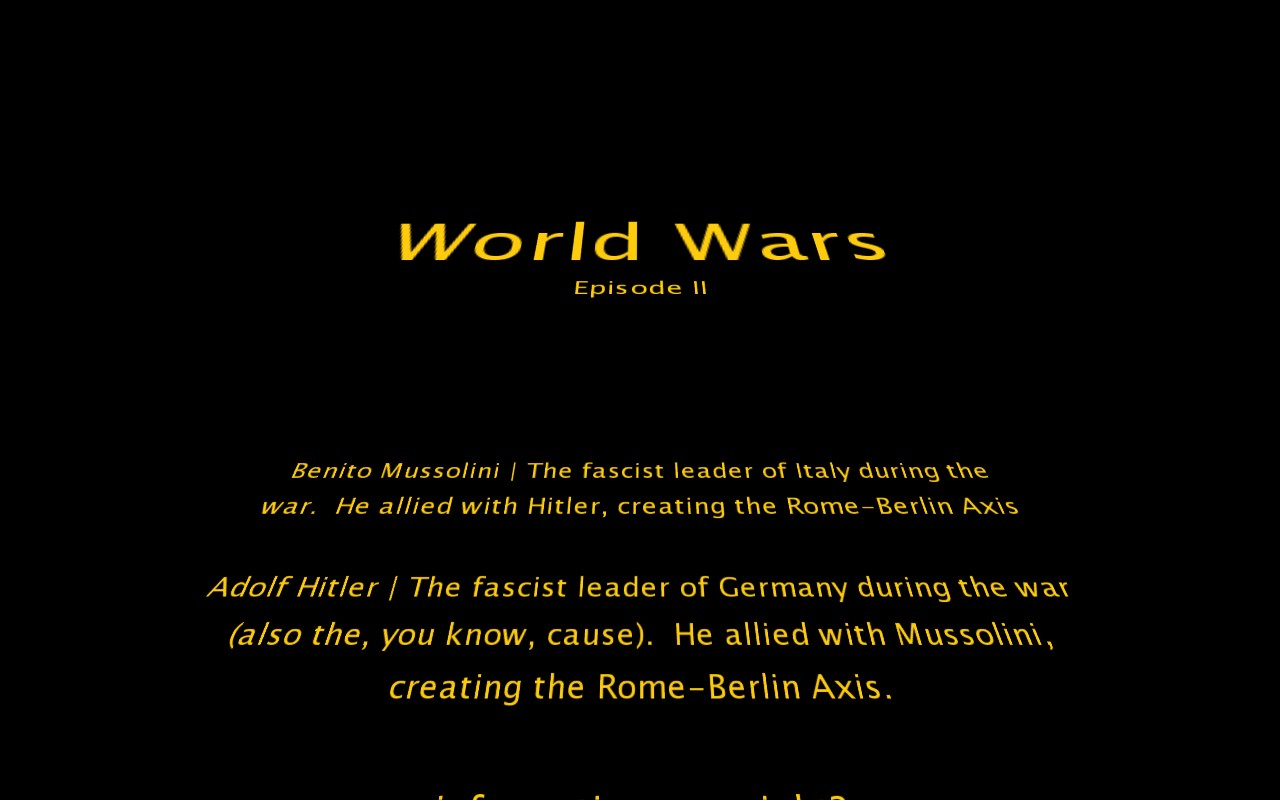 World Wars
Episode II
Benito Mussolini | The fascist leader of Italy during the
war.  He allied with Hitler, creating the Rome-Berlin Axis
Adolf Hitler | The fascist leader of Germany during the war
(also the, you know, cause).  He allied with Mussolini,
creating the Rome-Berlin Axis.